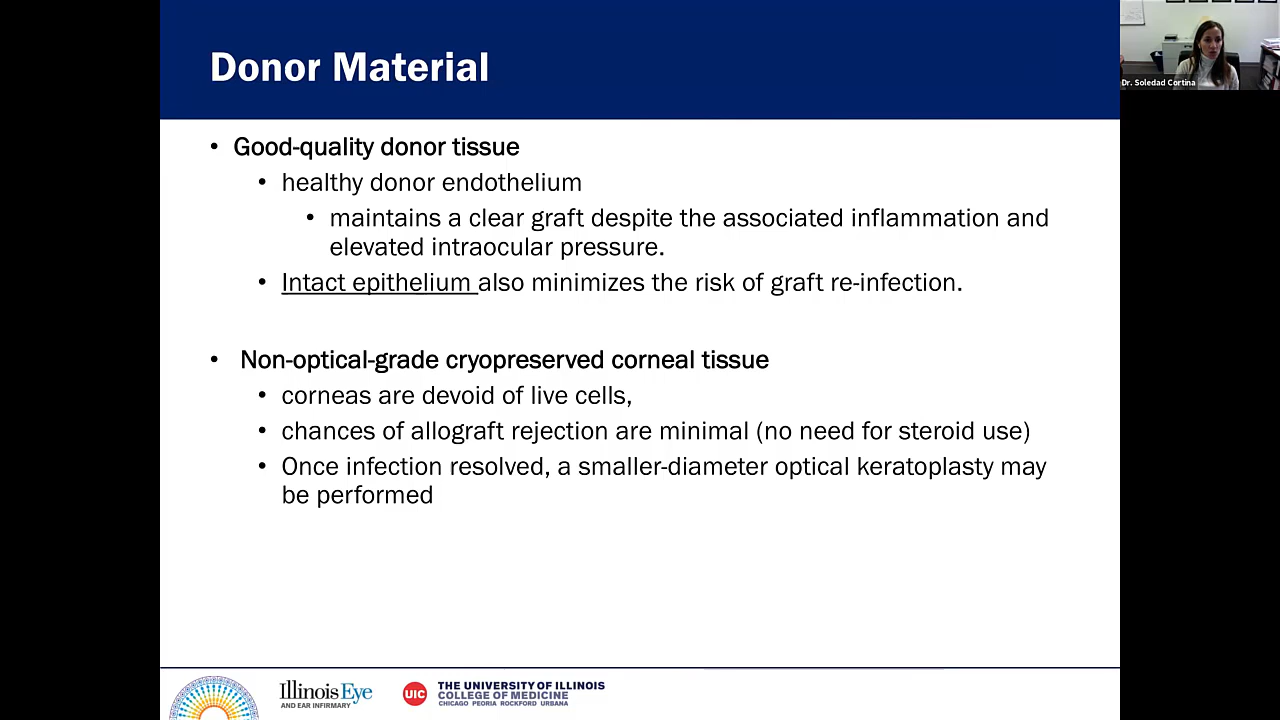 Donor Material
Dr. Soledad Cortina
• Good-quality donor tissue
• healthy donor endothelium
• maintains a clear graft despite the associated inflammation and
elevated intraocular pressure.
• Intact epithelium also minimizes the risk of graft re-infection.
• Non-optical-grade cryopreserved corneal tissue
• corneas are devoid of live cells,
• chances of allograft rejection are minimal (no need for steroid use)
• Once infection resolved, a smaller-diameter optical keratoplasty may
be performed
Illinois Eye
AND EAR INFIRMARY
UIC
THE UNIVERSITY OF ILLINOIS
COLLEGE OF MEDICINE
CHICAGO PEORIA ROCKFORD URBANA